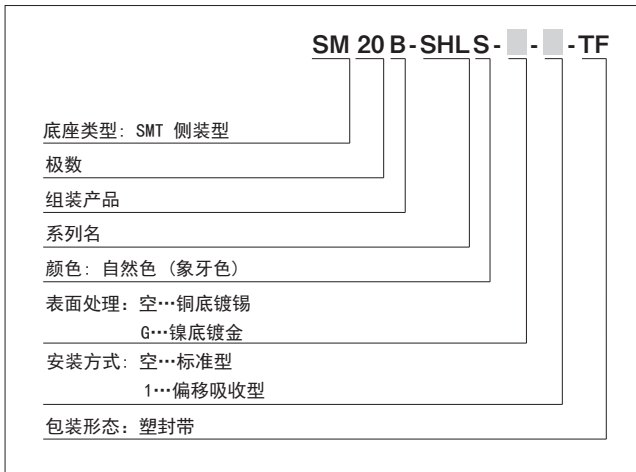 SM20B-SHLS- - -TF
底座类型: SMT 侧装型
极数
组装产品
系列名
颜色: 自然色 (象牙色)
表面处理: 空…铜底镀锡
G…镍底镀金
安装方式: 空…标准型
1…偏移吸收型
包装形态: 塑封带